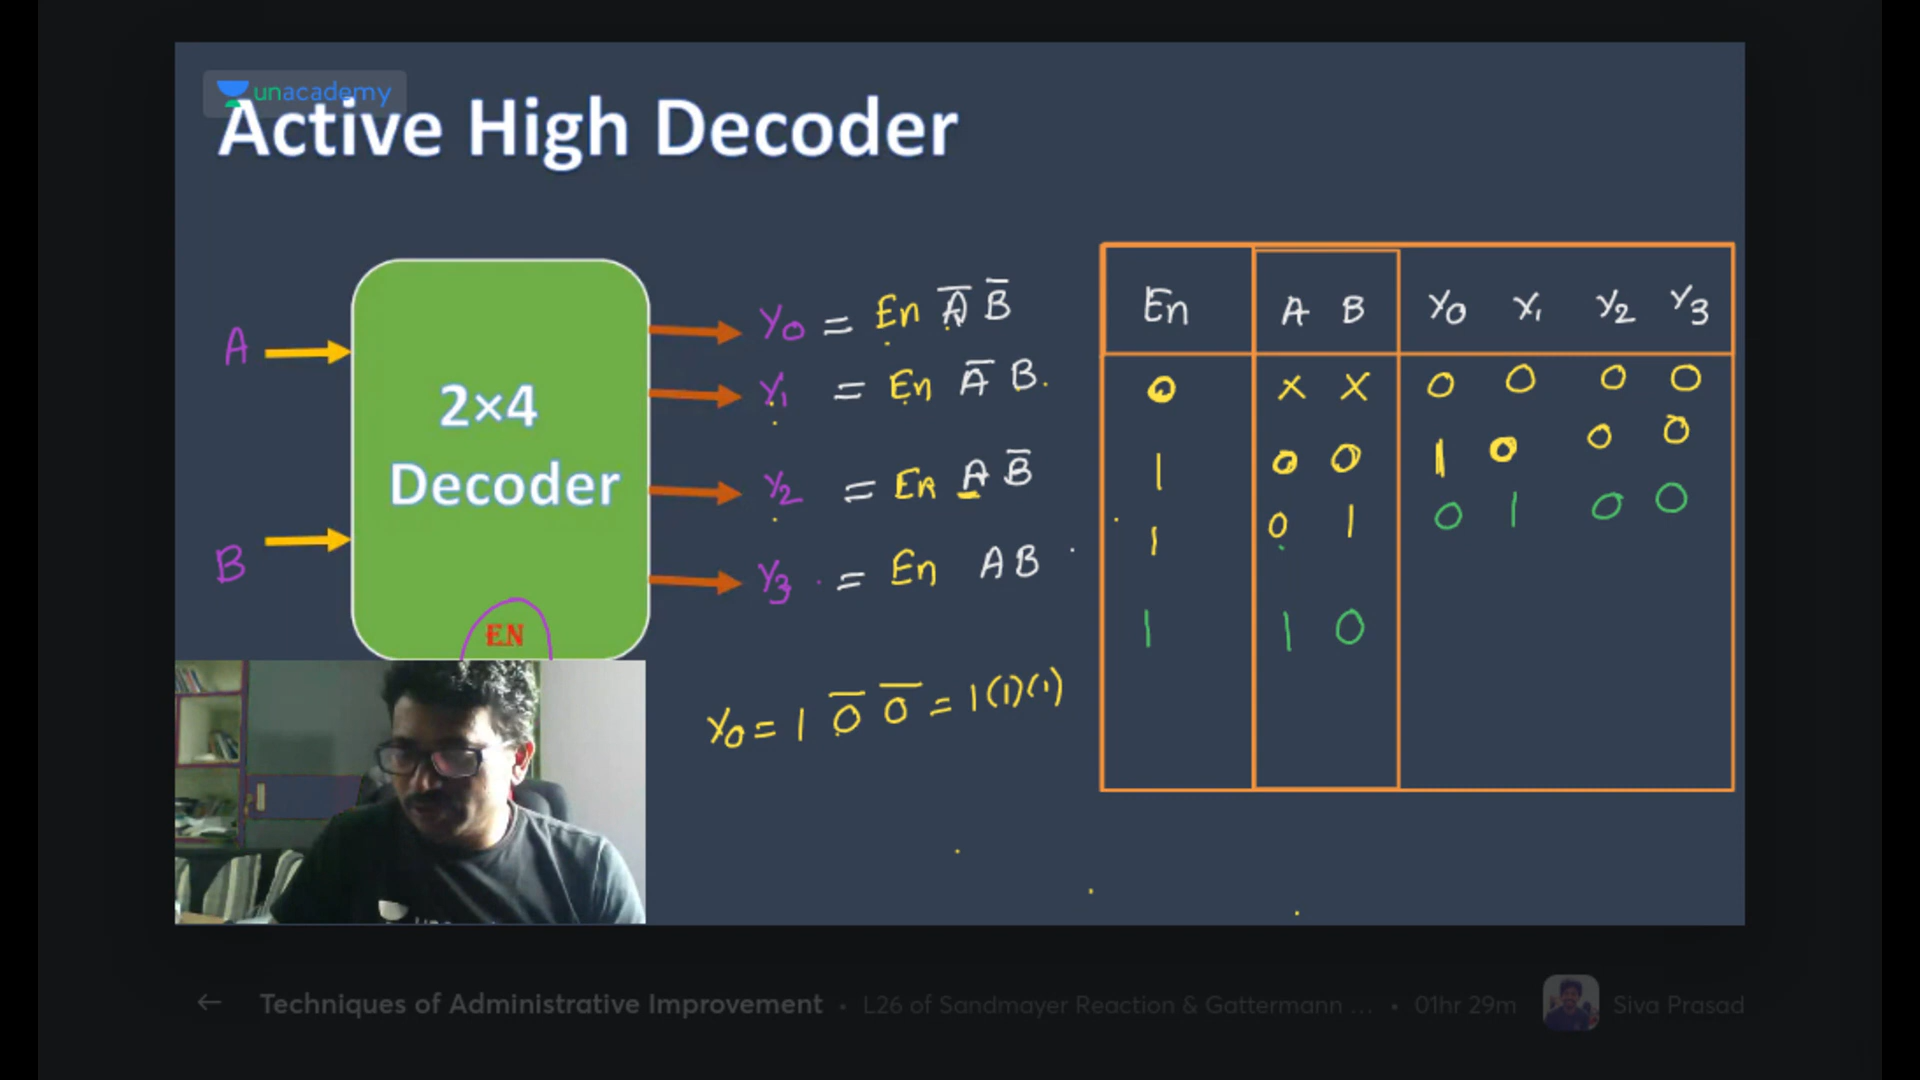 unacademy
Active High Decoder
A
B
2×4
Decoder
EN
Y0 = En A̅ B̅
Y1 = En A̅ B.
Y2 = En A B̅
Y3 = En A B
Y0 = 1 0̅ 0̅ = 1(1)(1)
En A B Y0 Y1 Y2 Y3
0 X X 0 0 0 0
1 0 0 1 0 0 0
1 0 1 0 1 0 0
1 1 0
← Techniques of Administrative Improvement • L26 of Sandmayer Reaction & Gattermann ... • 01hr 29m Siva Prasad